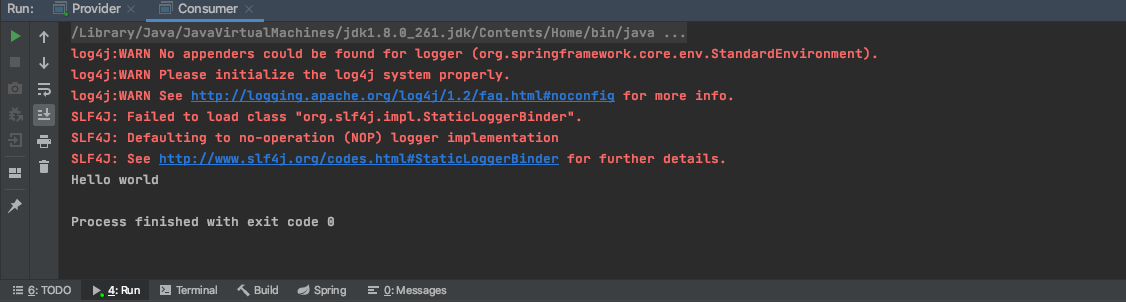 Run: Provider Consumer
/Library/Java/JavaVirtualMachines/jdk1.8.0_261.jdk/Contents/Home/bin/java ...
log4j:WARN No appenders could be found for logger (org.springframework.core.env.StandardEnvironment).
log4j:WARN Please initialize the log4j system properly.
log4j:WARN See http://logging.apache.org/log4j/1.2/faq.html#noconfig for more info.
SLF4J: Failed to load class "org.slf4j.impl.StaticLoggerBinder".
SLF4J: Defaulting to no-operation (NOP) logger implementation
SLF4J: See http://www.slf4j.org/codes.html#StaticLoggerBinder for further details.
Hello world
Process finished with exit code 0
6: TODO 4: Run Terminal Build Spring 0: Messages